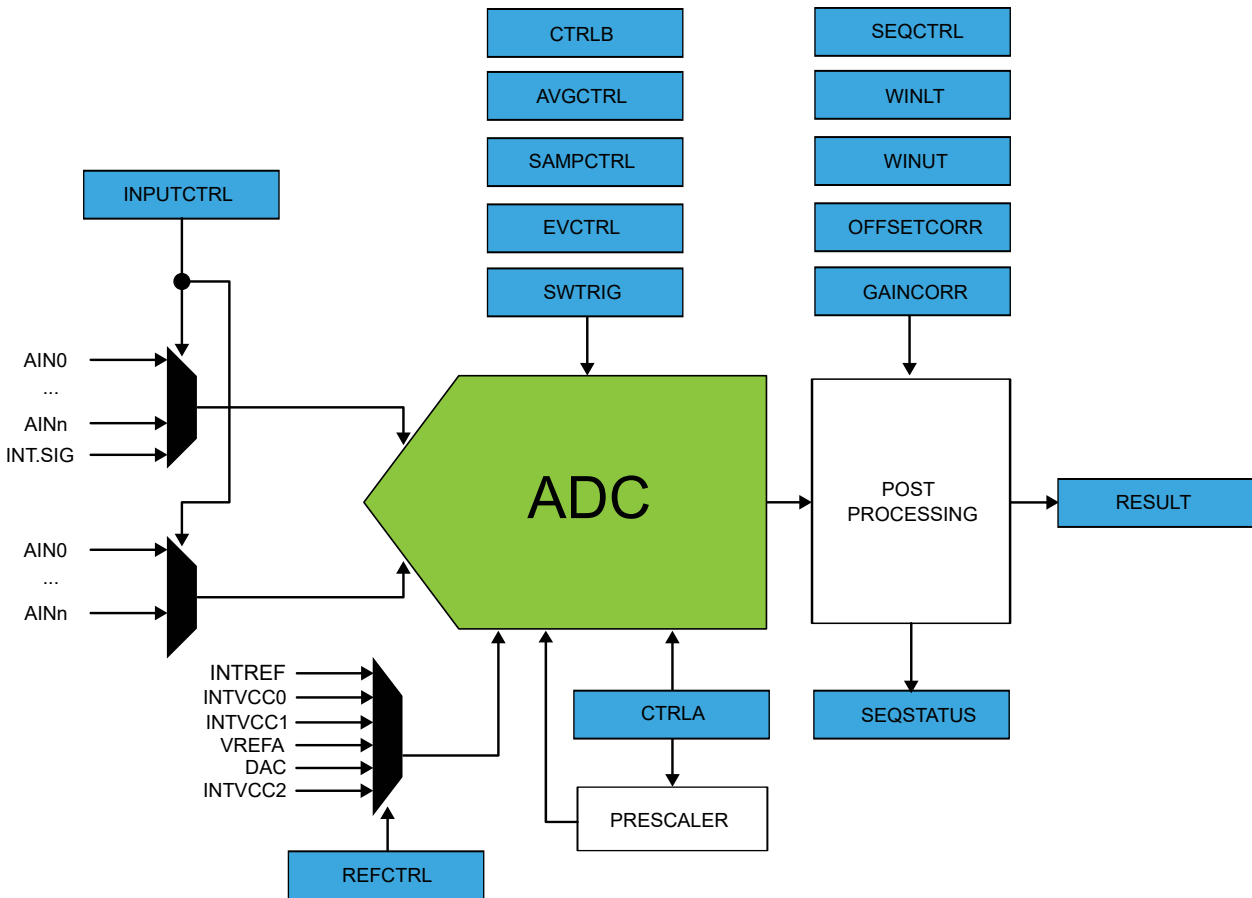 CTRLB
AVGCTRL
SAMPCTRL
EVCTRL
SWTRIG
SEQCTRL
WINLT
WINUT
OFFSETCORR
GAINCORR
INPUTCTRL
AIN0
...
AINn
INT.SIG
AIN0
...
AINn
ADC
POST
PROCESSING
RESULT
INTREF
INTVCC0
INTVCC1
VREFA
DAC
INTVCC2
CTRLA
SEQSTATUS
PRESCALER
REFCTRL